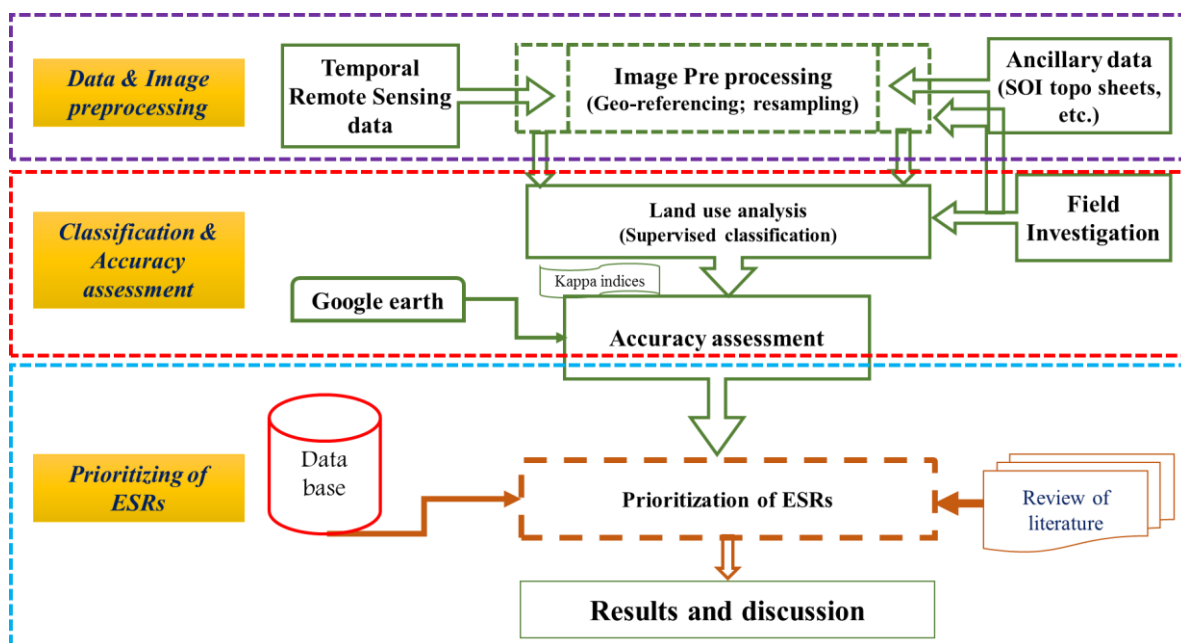 Data & Image
preprocessing
Temporal
Remote Sensing
data
Image Pre processing
(Geo-referencing; resampling)
Ancillary data
(SOI topo sheets,
etc.)
Classification &
Accuracy
assessment
Land use analysis
(Supervised classification)
Field
Investigation
Kappa indices
Google earth
Accuracy assessment
Prioritizing of
ESRs
Data
base
Prioritization of ESRs
Review of
literature
Results and discussion